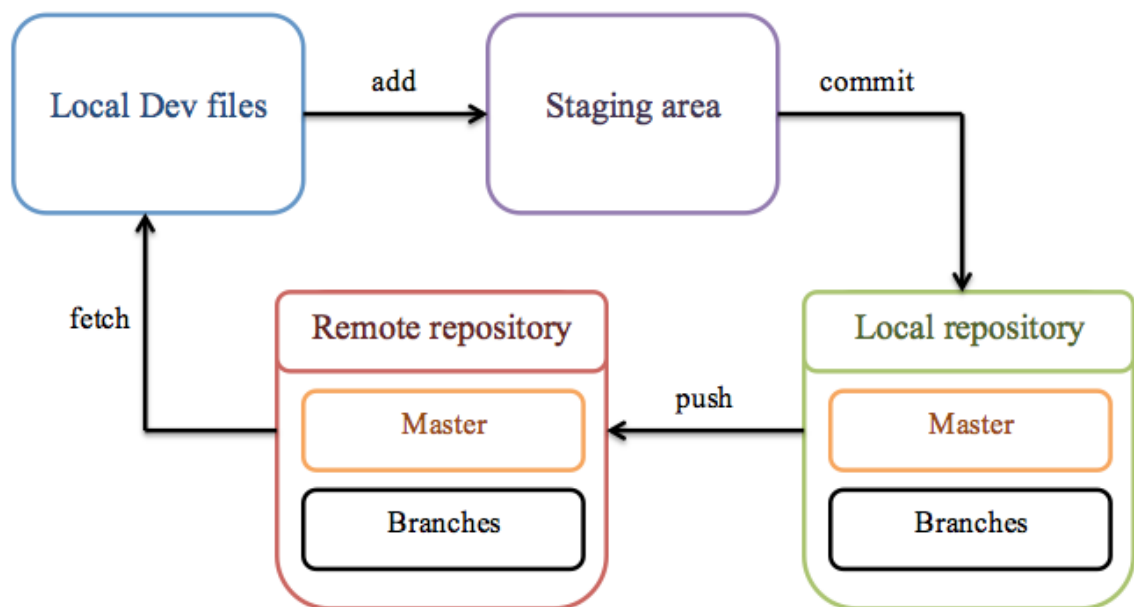 Local Dev files
add
Staging area
commit
fetch
Remote repository
Master
Branches
push
Local repository
Master
Branches